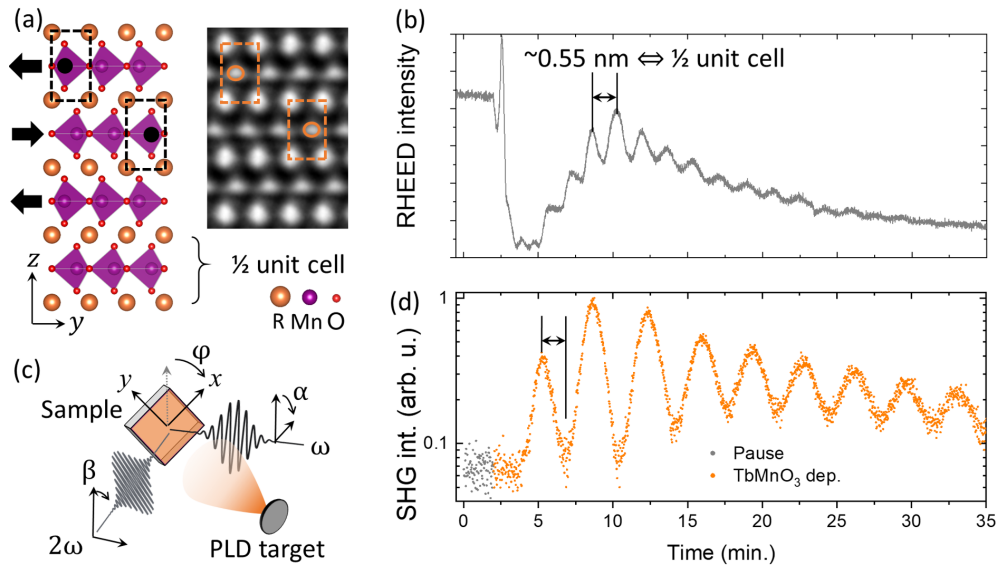 (a)
z
y
½ unit cell
R Mn O
(b)
RHEED intensity
~0.55 nm ⇔ ½ unit cell
(c)
Sample
y
x
φ
α
ω
β
2ω
PLD target
(d)
SHG int. (arb. u.)
1
0.1
Pause
TbMnO₃ dep.
0 5 10 15 20 25 30 35
Time (min.)